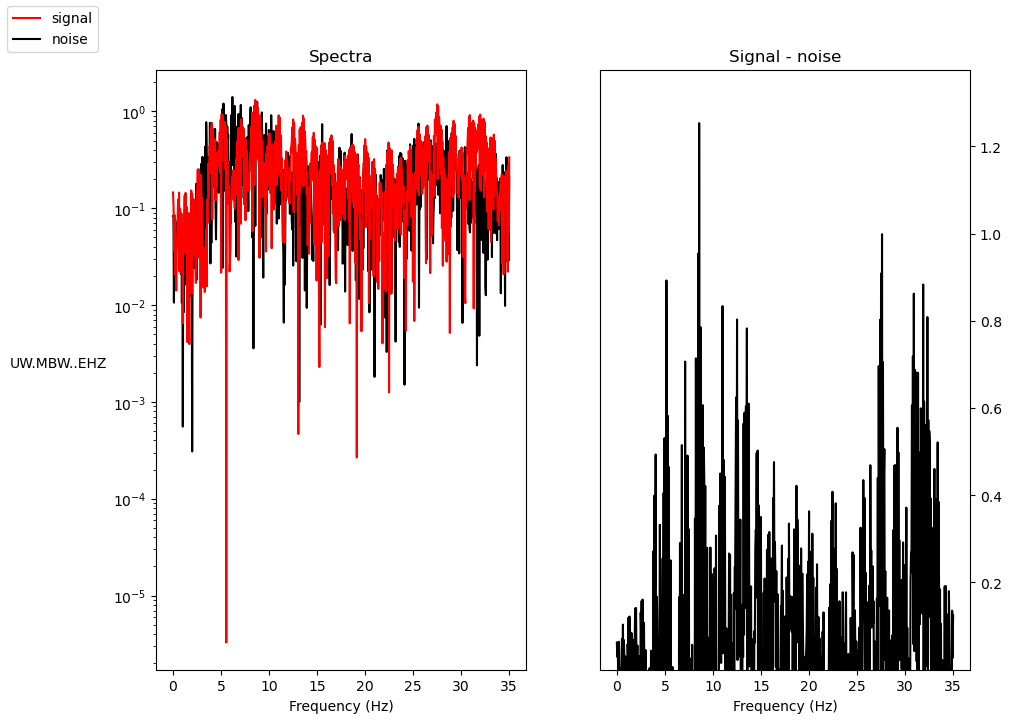 signal
noise
Spectra
Signal - noise
10^0
10^-1
10^-2
10^-3
10^-4
10^-5
UW.MBW..EHZ
1.2
1.0
0.8
0.6
0.4
0.2
0 5 10 15 20 25 30 35
0 5 10 15 20 25 30 35
Frequency (Hz)
Frequency (Hz)